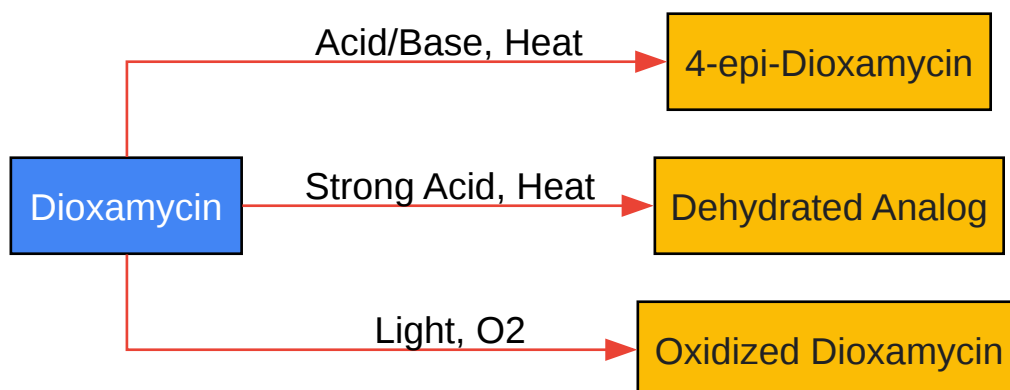 Acid/Base, Heat
4-epi-Dioxamycin
Dioxamycin
Strong Acid, Heat
Dehydrated Analog
Light, O2
Oxidized Dioxamycin